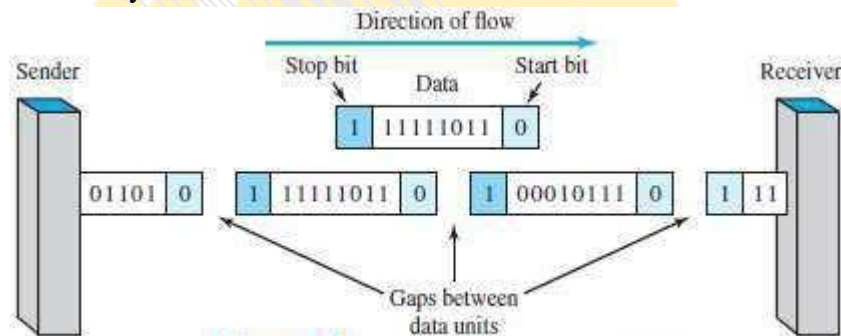 Direction of flow
Sender
Stop bit
Data
Start bit
Receiver
1 11111011 0
01101 0 1 11111011 0 1 00010111 0 1 11
Gaps between
data units